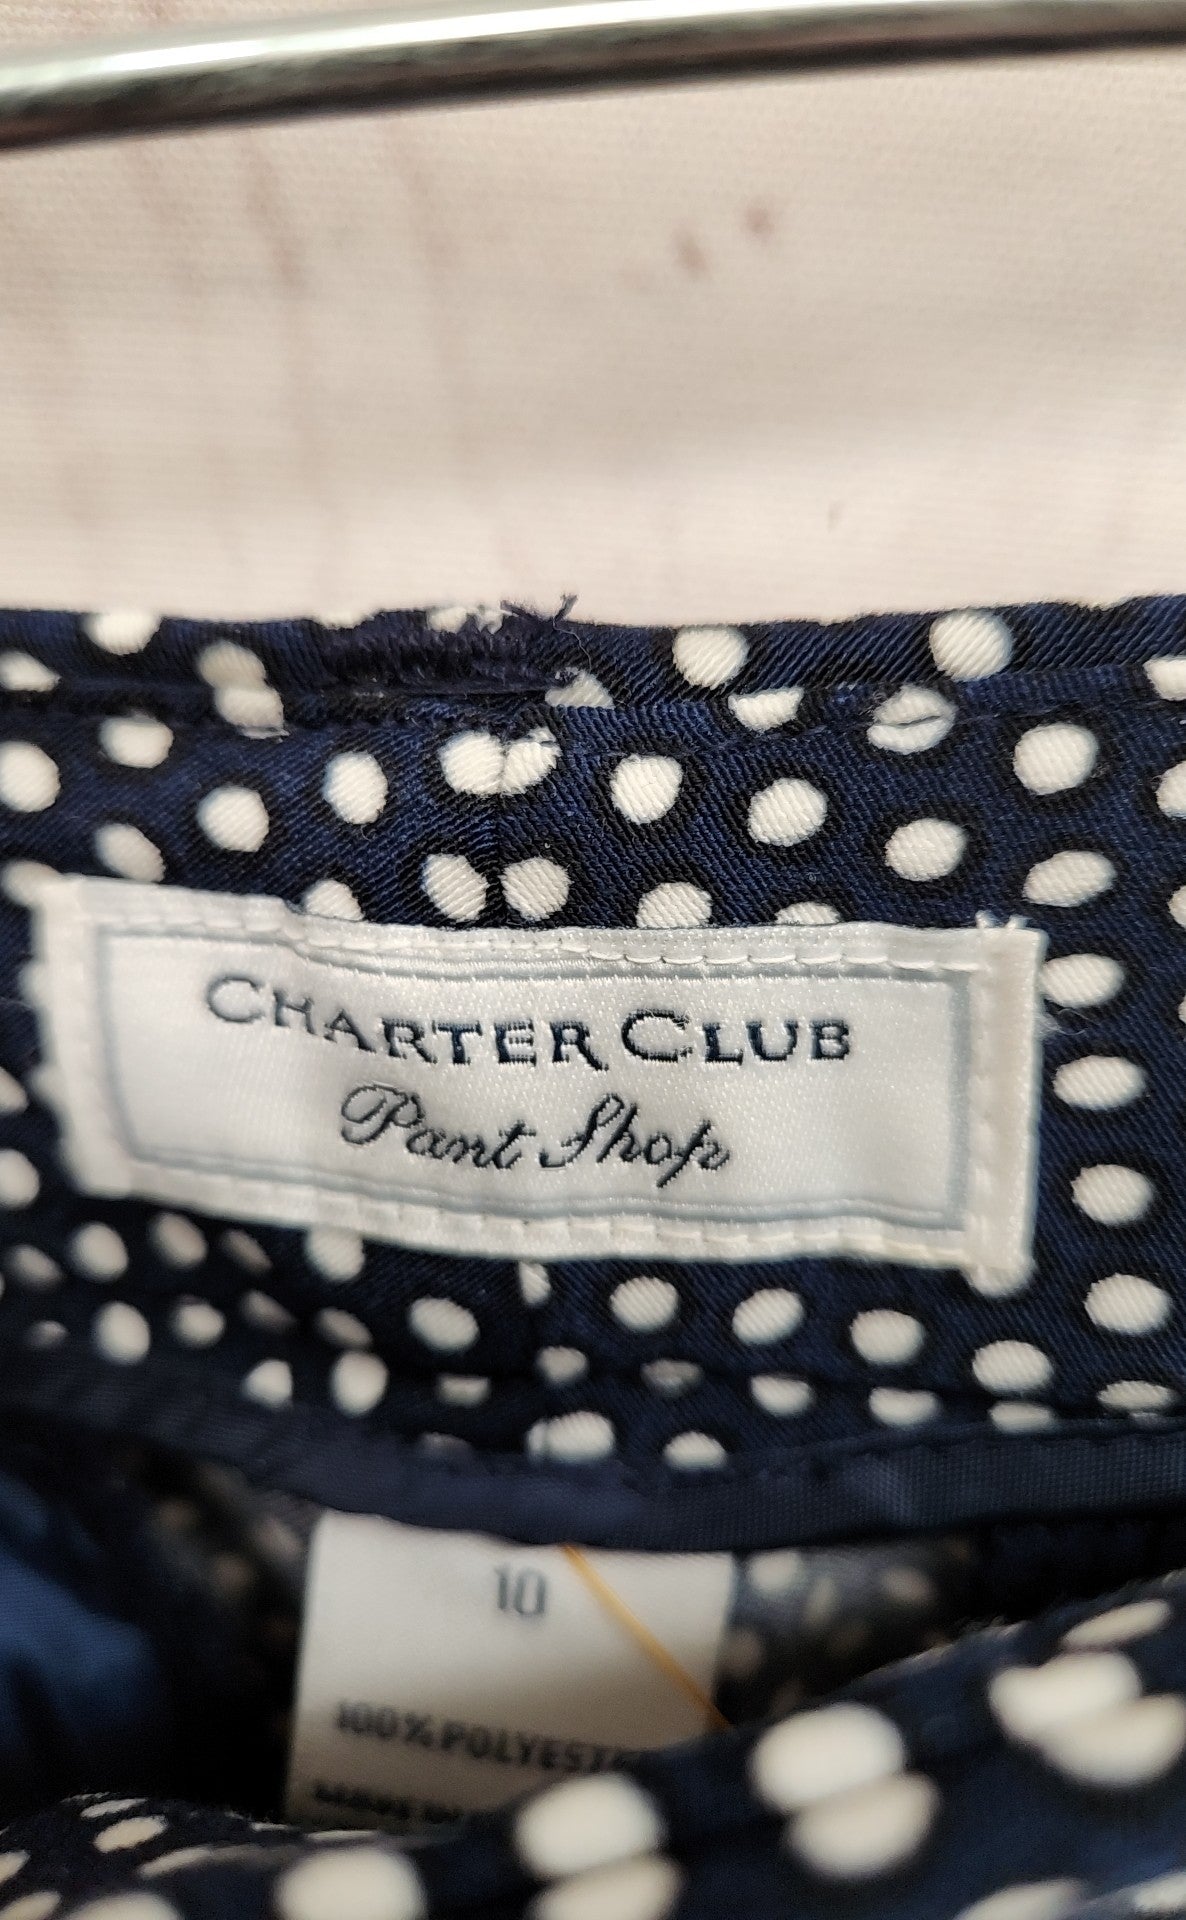 CHARTER CLUB
Pant Shop
10
100% POLYESTER